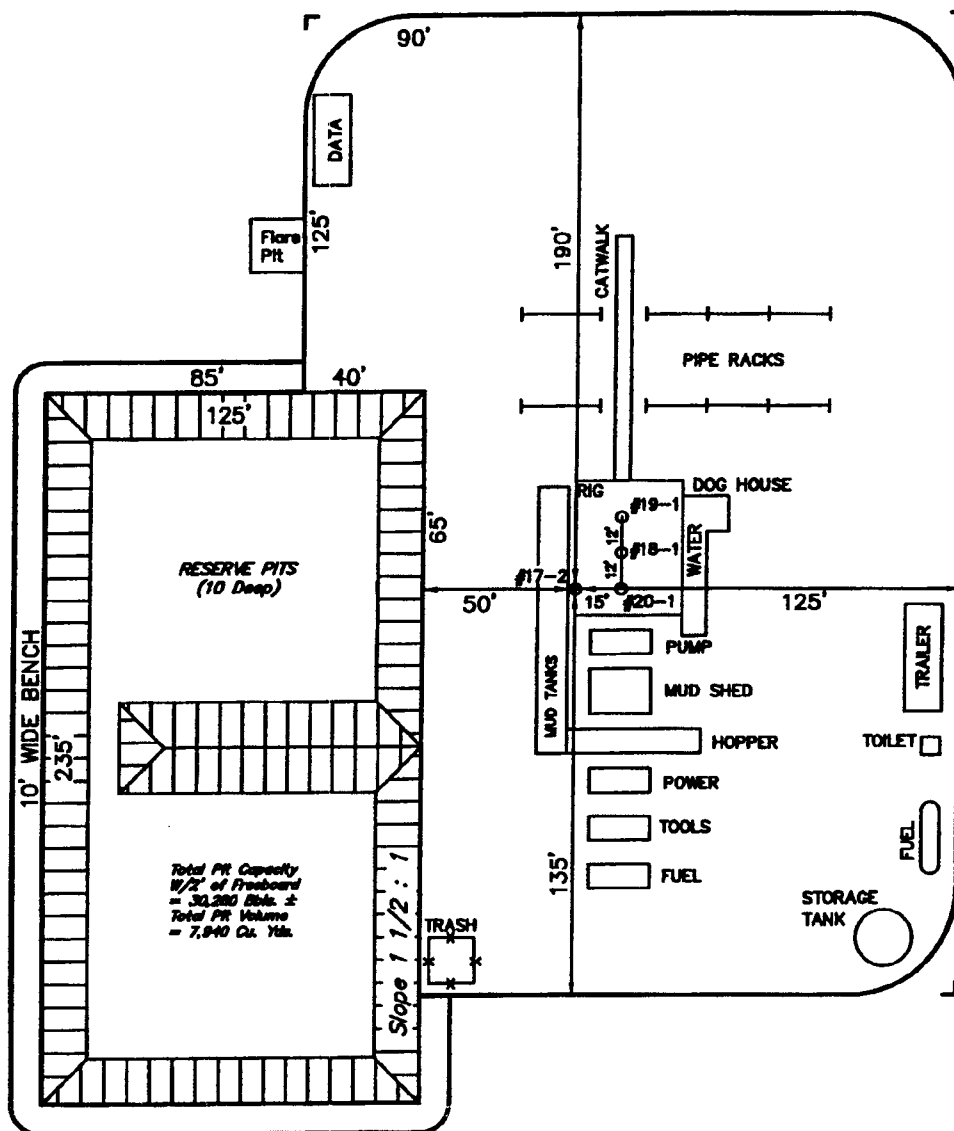 90'
DATA
Flare
Pit
125'
190'
CATWALK
PIPE RACKS
85'
40'
125'
RIG
DOG HOUSE
#19-1
12'
#18-1
WATER
12'
65'
RESERVE PITS
(10 Deep)
#17-2
50'
15'
#20-1
125'
PUMP
MUD TANKS
MUD SHED
TRAILER
10' WIDE BENCH
235'
HOPPER
TOILET
POWER
TOOLS
FUEL
FUEL
135'
Total Pit Capacity
W/2' of Freeboard
= 30,280 Bbls. ±
Total Pit Volume
= 7,940 Cu. Yds.
Slope 1 1/2 : 1
TRASH
STORAGE
TANK